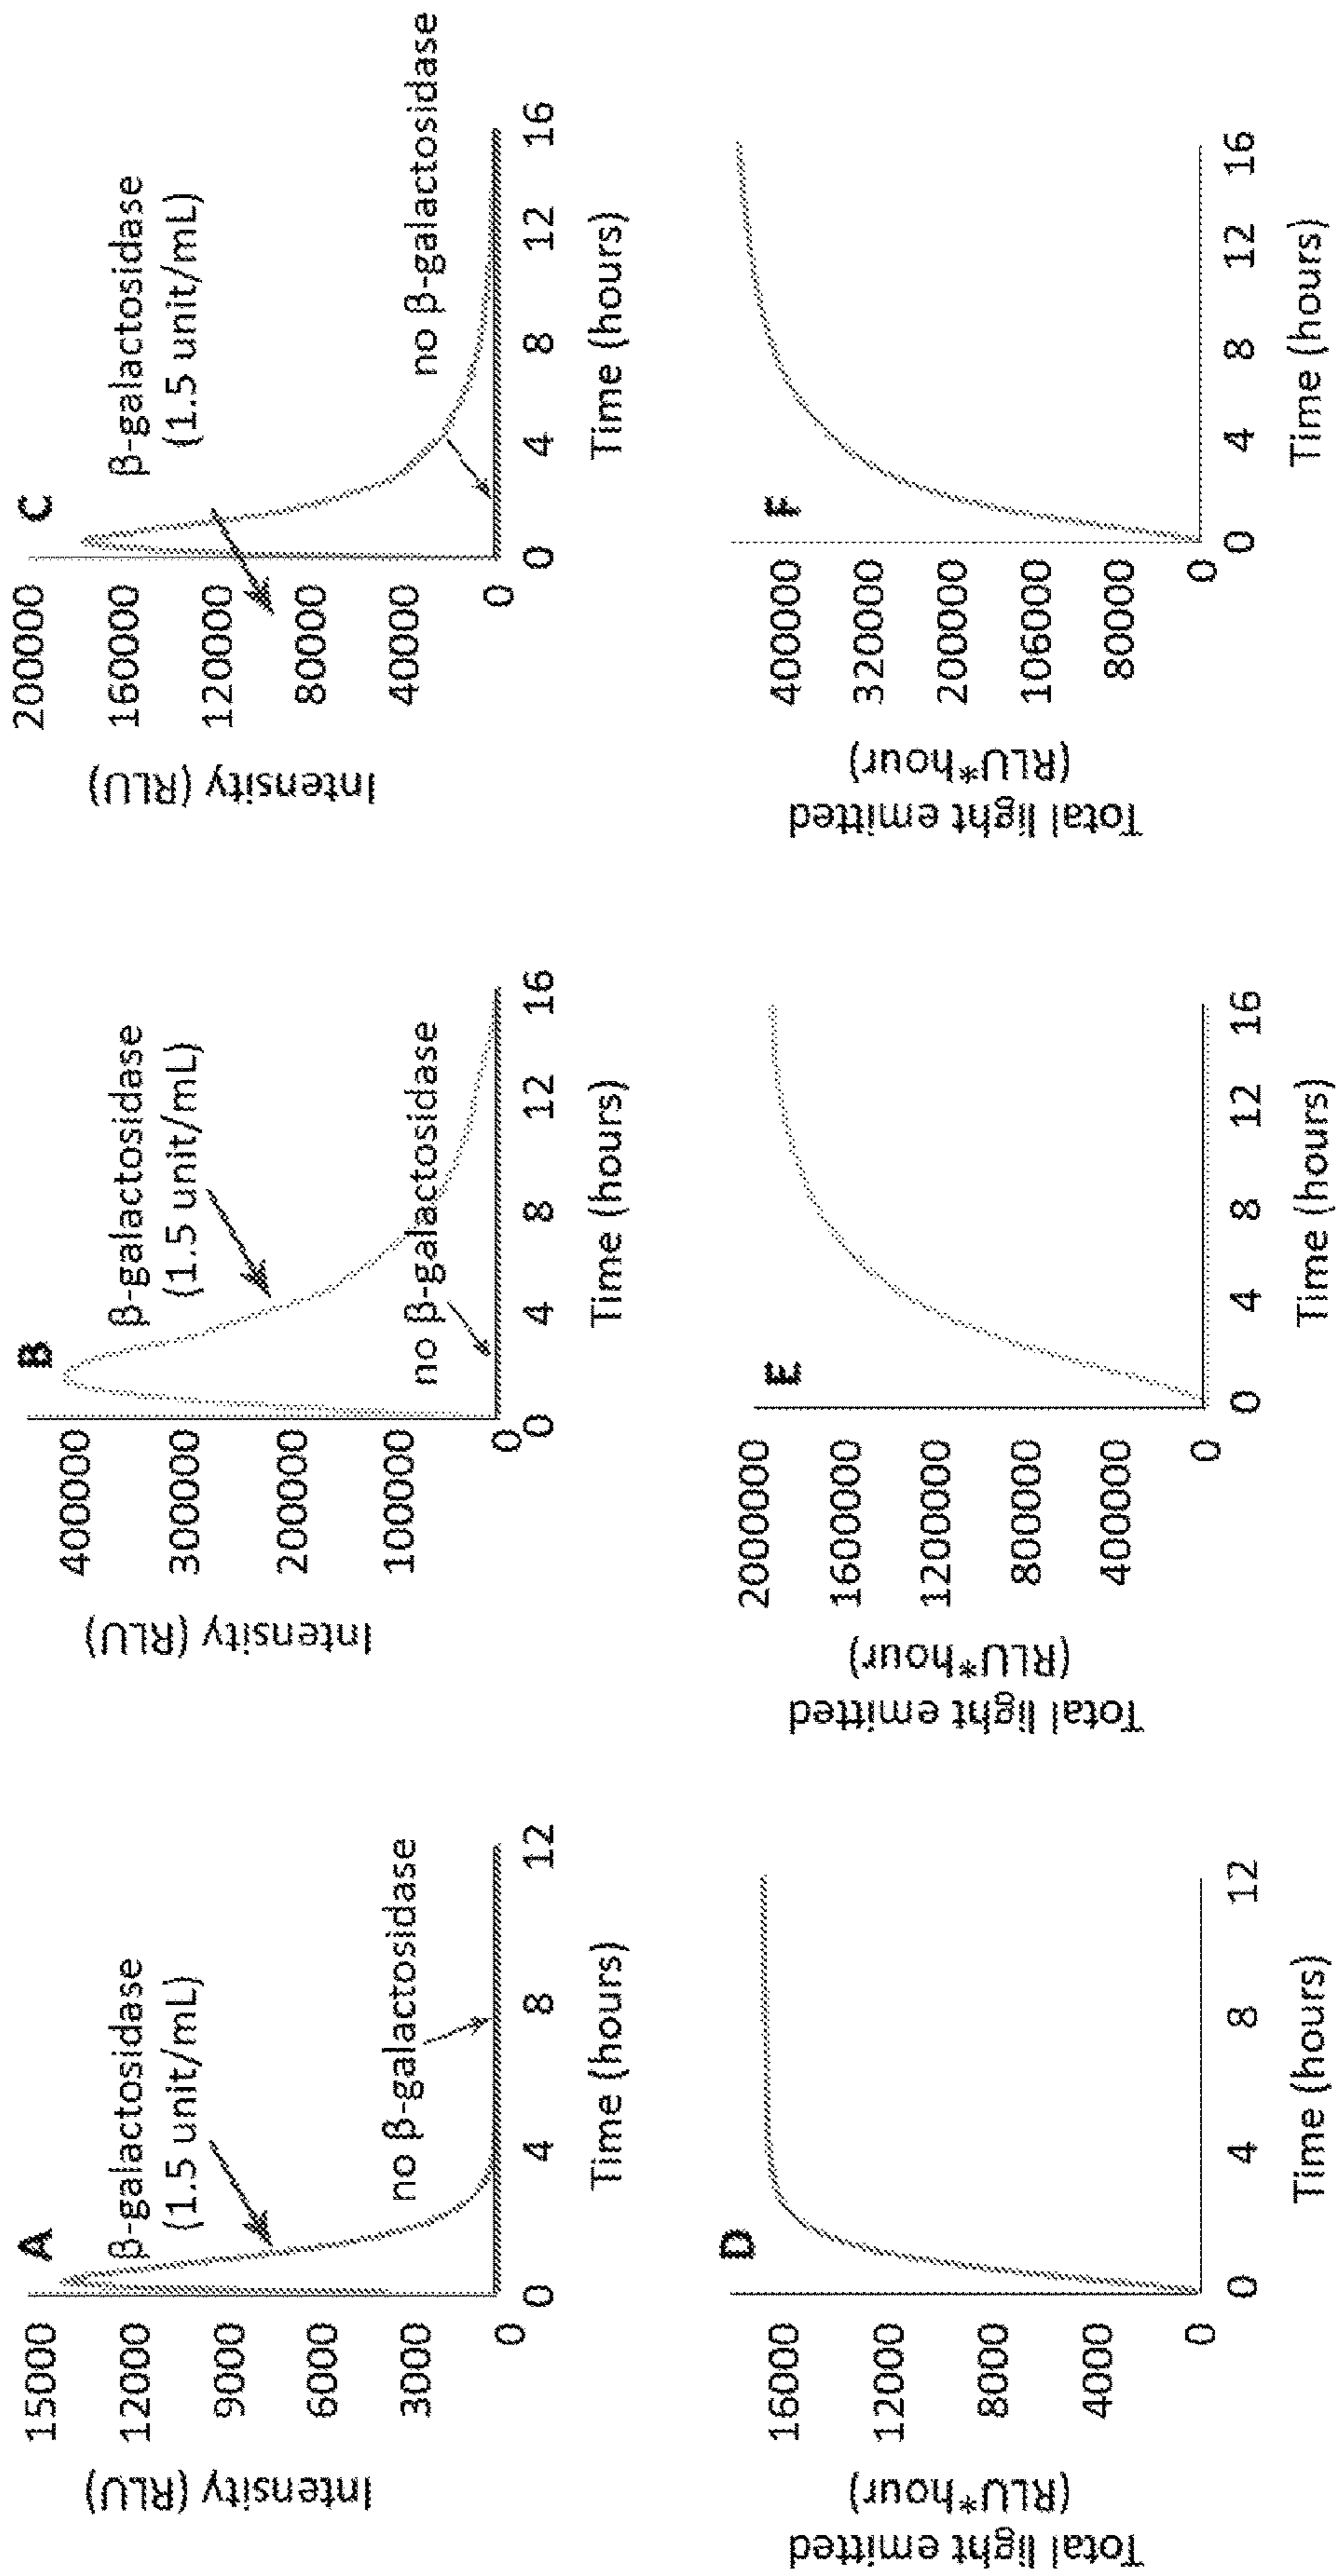 A
β-galactosidase
(1.5 unit/mL)
no β-galactosidase
Intensity (RLU)
15000
12000
9000
6000
3000
0
0
4
8
12
Time (hours)
B
β-galactosidase
(1.5 unit/mL)
no β-galactosidase
Intensity (RLU)
400000
300000
200000
100000
0
0
4
8
12
16
Time (hours)
C
β-galactosidase
(1.5 unit/mL)
no β-galactosidase
Intensity (RLU)
200000
160000
120000
80000
40000
0
0
4
8
12
16
Time (hours)
D
Total light emitted
(RLU*hour)
16000
12000
8000
4000
0
0
4
8
12
Time (hours)
E
Total light emitted
(RLU*hour)
2000000
1600000
1200000
800000
400000
0
0
4
8
12
16
Time (hours)
F
Total light emitted
(RLU*hour)
400000
320000
200000
106000
80000
0
0
4
8
12
16
Time (hours)